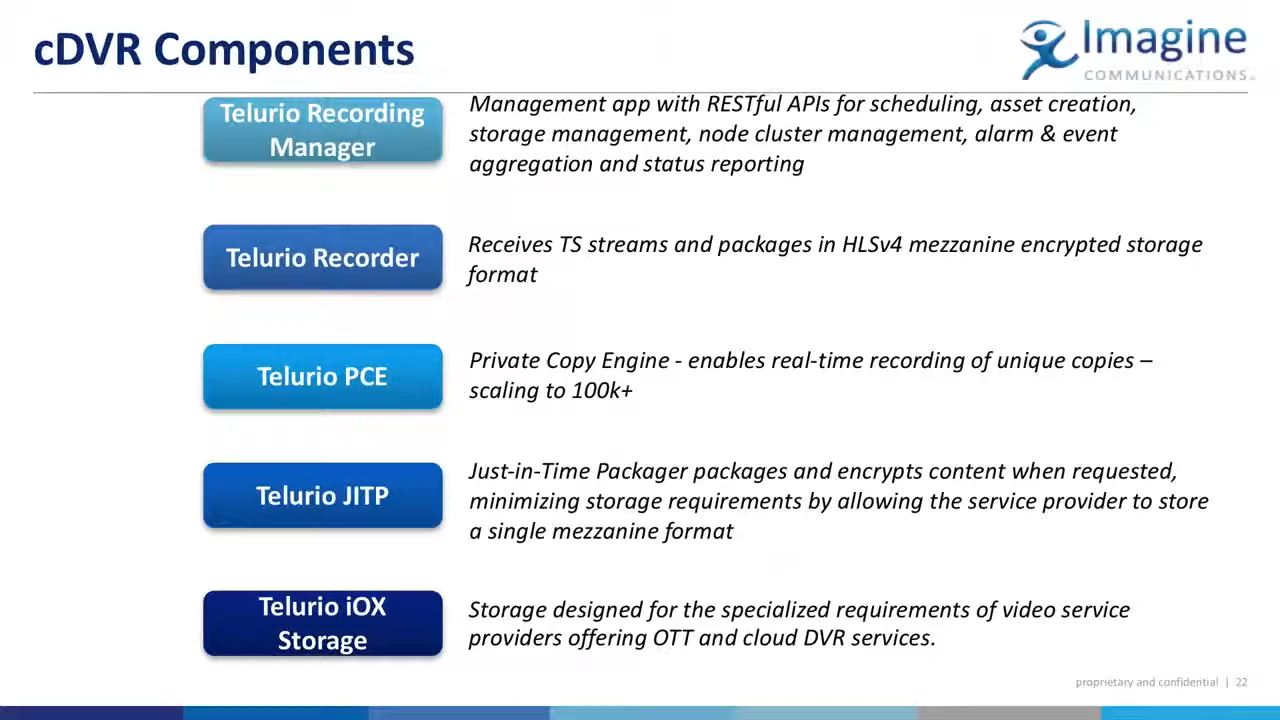 cDVR Components
Imagine
COMMUNICATIONS
Telurio Recording
Manager
Management app with RESTful APIs for scheduling, asset creation,
storage management, node cluster management, alarm & event
aggregation and status reporting
Telurio Recorder
Receives TS streams and packages in HLSv4 mezzanine encrypted storage
format
Telurio PCE
Private Copy Engine - enables real-time recording of unique copies –
scaling to 100k+
Telurio JITP
Just-in-Time Packager packages and encrypts content when requested,
minimizing storage requirements by allowing the service provider to store
a single mezzanine format
Telurio iOX
Storage
Storage designed for the specialized requirements of video service
providers offering OTT and cloud DVR services.
proprietary and confidential | 22